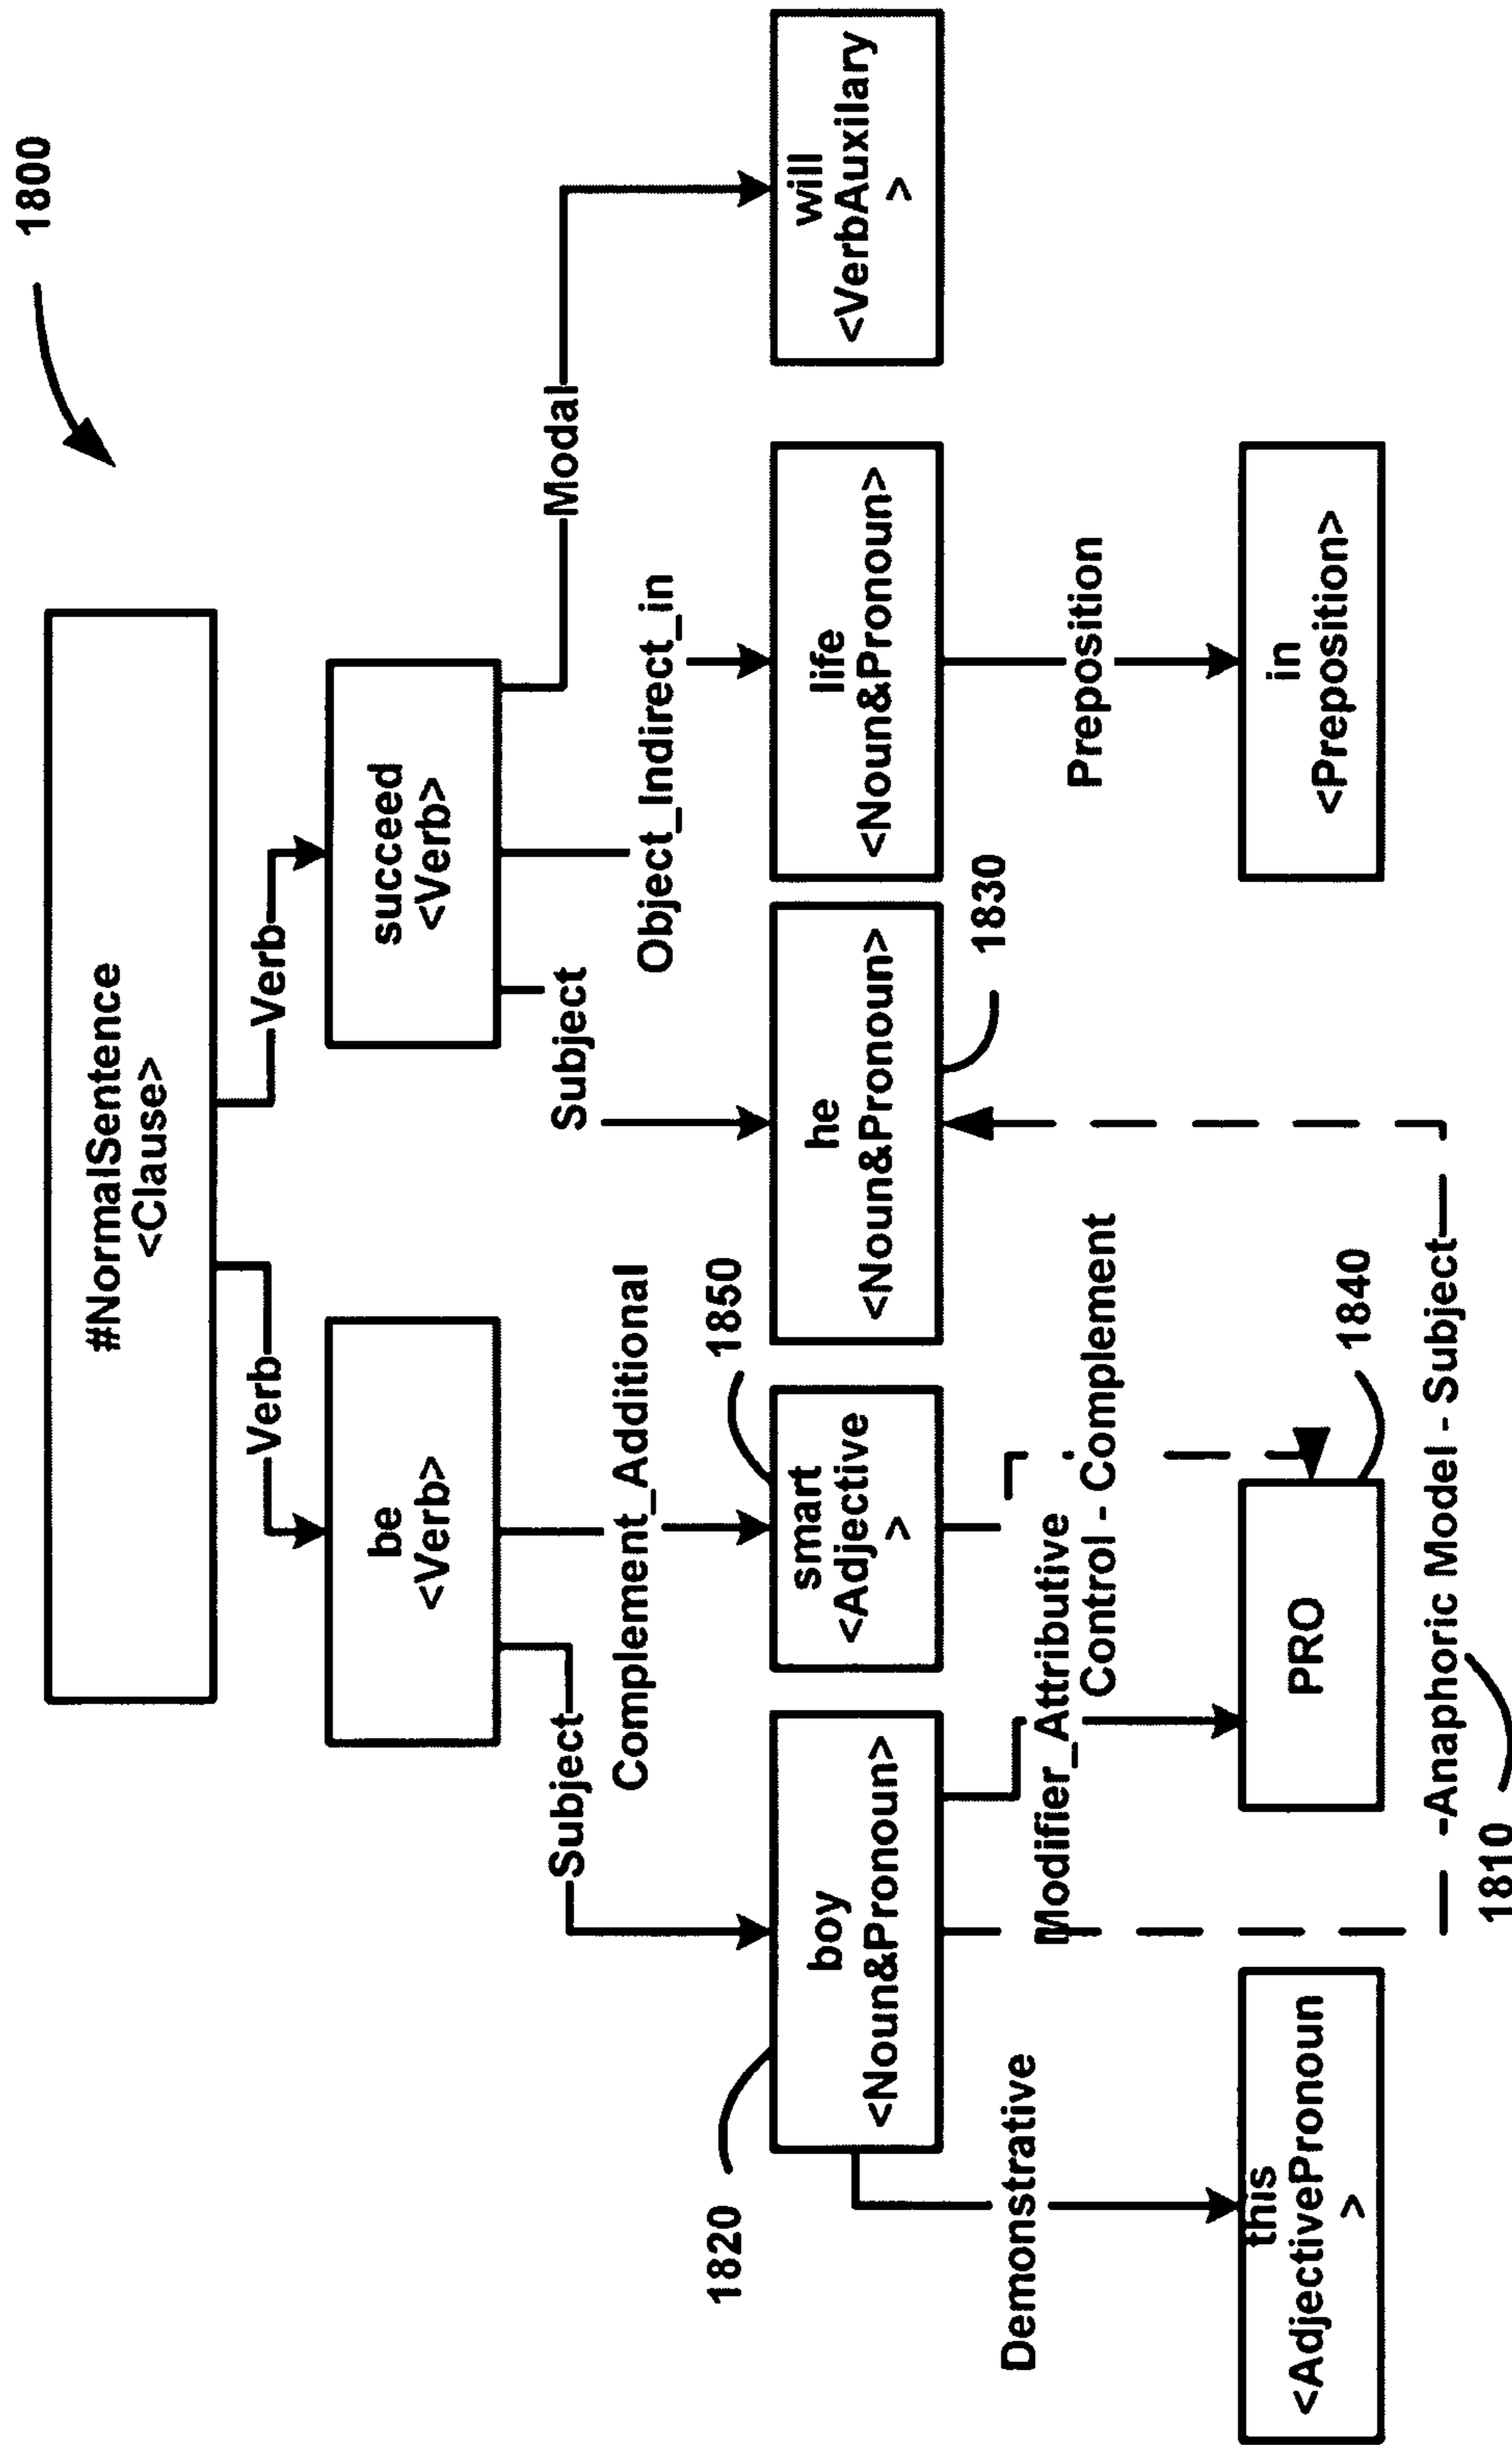 1800
#NormalSentence
<Clause>
Verb
Verb
be
<Verb>
succeed
<Verb>
Subject
Complement_Additional
Subject
Object_Indirect_in
Modal
1820
boy
<Noun&Pronoun>
1850
smart
<Adjective
>
he
<Noun&Pronoun>
1830
life
<Noun&Pronoun>
will
<VerbAuxilary
>
Demonstrative
Modifier_Attributive
Control - Complement
Preposition
this
<AdjectivePronoun
>
PRO
1840
in
<Preposition>
Anaphoric Model - Subject
1810